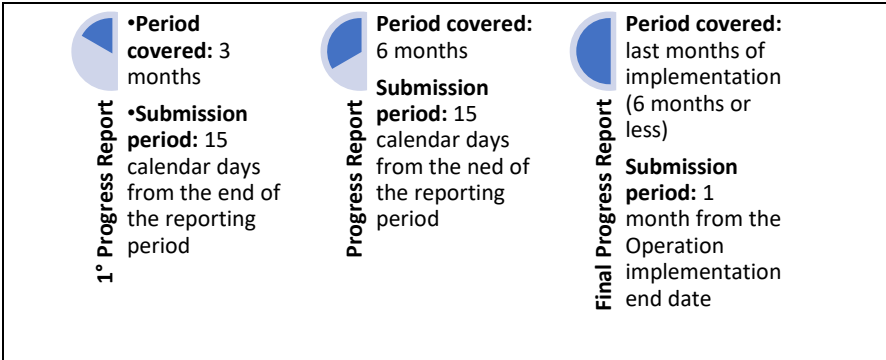 1° Progress Report
•Period
covered: 3
months
•Submission
period: 15
calendar days
from the end of
the reporting
period
Progress Report
Period covered:
6 months
Submission
period: 15
calendar days
from the ned of
the reporting
period
Final Progress Report
Period covered:
last months of
implementation
(6 months or
less)
Submission
period: 1
month from the
Operation
implementation
end date